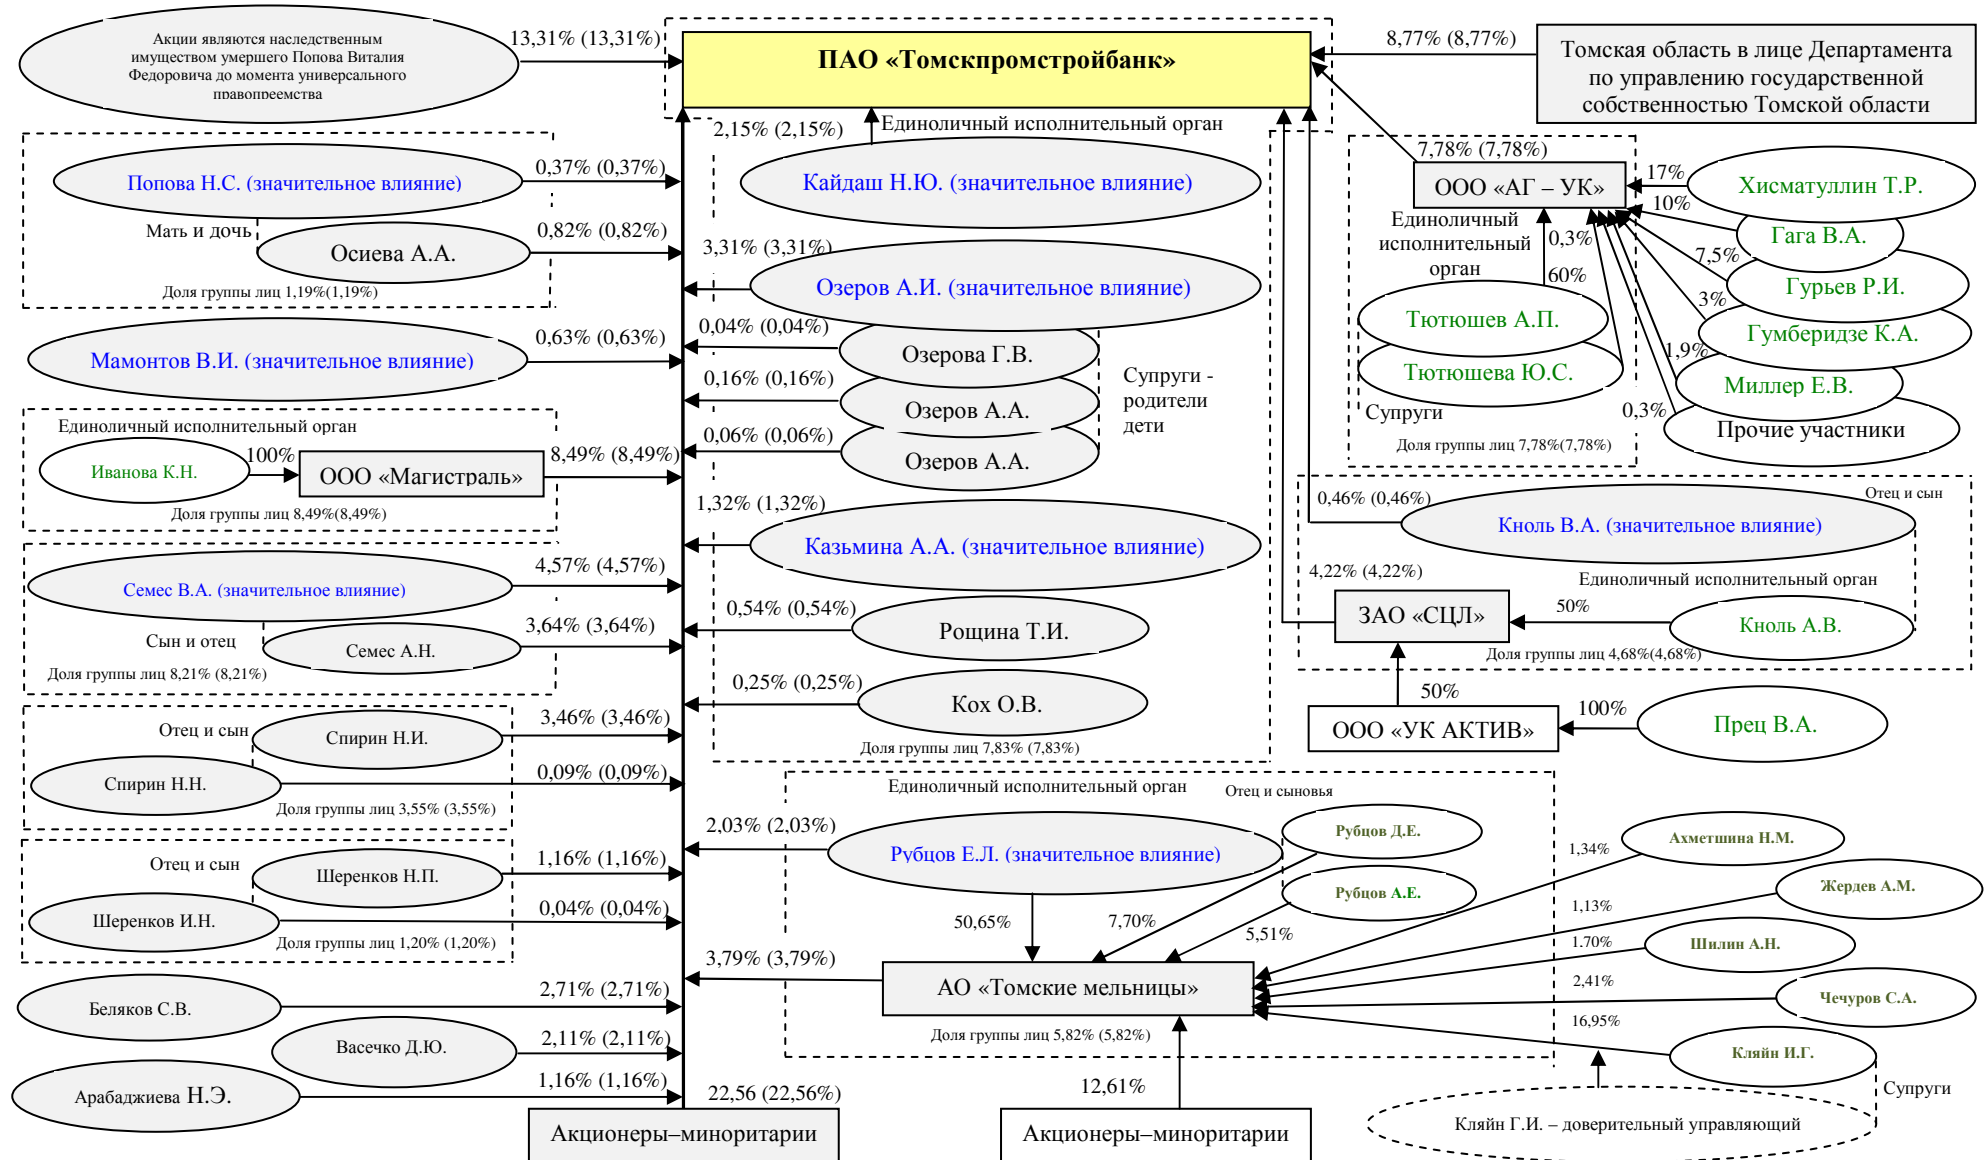 Акции являются наследственным
имуществом умершего Попова Виталия
Федоровича до момента универсального
правопреемства
13,31% (13,31%)
ПАО «Томскпромстройбанк»
8,77% (8,77%)
Томская область в лице Департамента
по управлению государственной
собственностью Томской области
Попова Н.С. (значительное влияние)
0,37% (0,37%)
Мать и дочь
Осиева А.А.
0,82% (0,82%)
Доля группы лиц 1,19%(1,19%)
Мамонтов В.И. (значительное влияние)
0,63% (0,63%)
Единоличный исполнительный орган
Иванова К.Н.
100%
ООО «Магистраль»
8,49% (8,49%)
Доля группы лиц 8,49%(8,49%)
Семес В.А. (значительное влияние)
4,57% (4,57%)
Сын и отец
Семес А.Н.
3,64% (3,64%)
Доля группы лиц 8,21% (8,21%)
Отец и сын
Спирин Н.И.
3,46% (3,46%)
Спирин Н.Н.
0,09% (0,09%)
Доля группы лиц 3,55% (3,55%)
Отец и сын
Шеренков Н.П.
1,16% (1,16%)
Шеренков И.Н.
0,04% (0,04%)
Доля группы лиц 1,20% (1,20%)
Беляков С.В.
2,71% (2,71%)
Васечко Д.Ю.
2,11% (2,11%)
Арабаджиева Н.Э.
1,16% (1,16%)
22,56 (22,56%)
Акционеры–миноритарии
2,15% (2,15%)
Единоличный исполнительный орган
Кайдаш Н.Ю. (значительное влияние)
3,31% (3,31%)
Озеров А.И. (значительное влияние)
0,04% (0,04%)
Озерова Г.В.
0,16% (0,16%)
Озеров А.А.
0,06% (0,06%)
Озеров А.А.
Супруги -
родители
дети
1,32% (1,32%)
Казьмина А.А. (значительное влияние)
0,54% (0,54%)
Рощина Т.И.
0,25% (0,25%)
Кох О.В.
Доля группы лиц 7,83% (7,83%)
7,78% (7,78%)
ООО «АГ – УК»
17%
Хисматуллин Т.Р.
10%
Гага В.А.
7,5%
Гурьев Р.И.
3%
Гумберидзе К.А.
1,9%
Миллер Е.В.
0,3%
Прочие участники
Единоличный
исполнительный
орган
0,3%
60%
Тютюшев А.П.
Тютюшева Ю.С.
Супруги
Доля группы лиц 7,78%(7,78%)
0,46% (0,46%)
Отец и сын
Кноль В.А. (значительное влияние)
4,22% (4,22%)
Единоличный исполнительный орган
ЗАО «СЦЛ»
50%
Кноль А.В.
Доля группы лиц 4,68%(4,68%)
50%
ООО «УК АКТИВ»
100%
Прец В.А.
Единоличный исполнительный орган
Отец и сыновья
2,03% (2,03%)
Рубцов Е.Л. (значительное влияние)
Рубцов Д.Е.
Рубцов А.Е.
50,65%
7,70%
5,51%
3,79% (3,79%)
АО «Томские мельницы»
Доля группы лиц 5,82% (5,82%)
12,61%
Акционеры–миноритарии
1,34%
Ахметшина Н.М.
1,13%
Жердев А.М.
1.70%
Шилин А.Н.
2,41%
Чечуров С.А.
16,95%
Кляйн И.Г.
Супруги
Кляйн Г.И. – доверительный управляющий